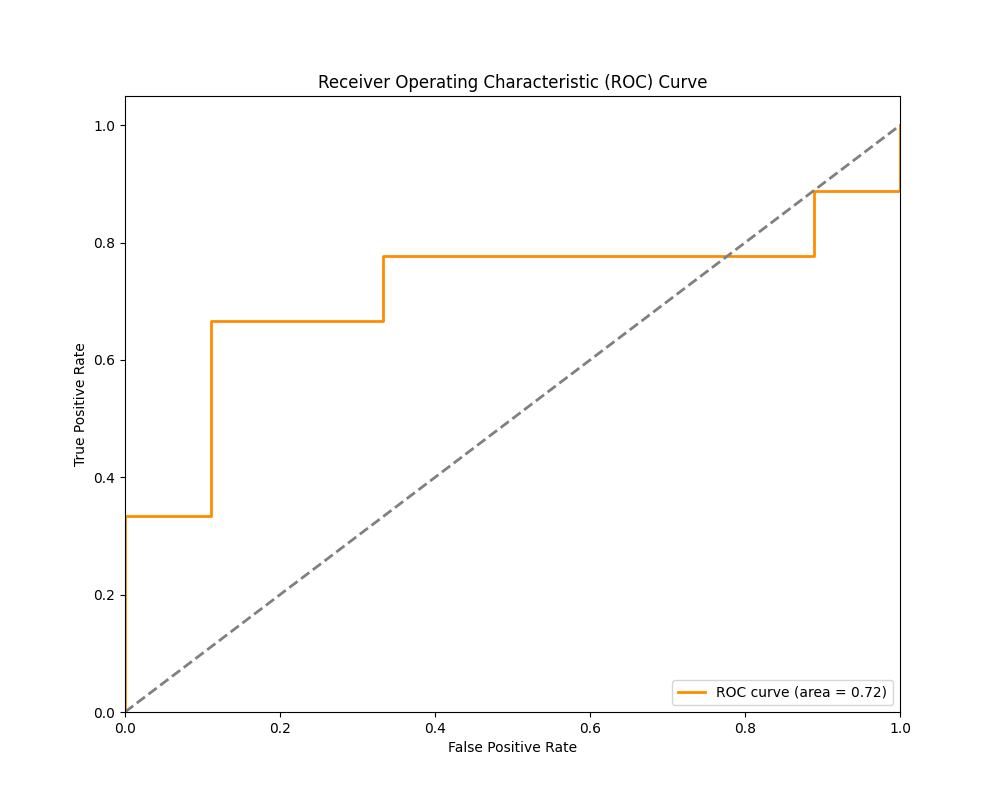 Receiver Operating Characteristic (ROC) Curve
1.0
0.8
0.6
0.4
0.2
0.0
True Positive Rate
ROC curve (area = 0.72)
0.0 0.2 0.4 0.6 0.8 1.0
False Positive Rate